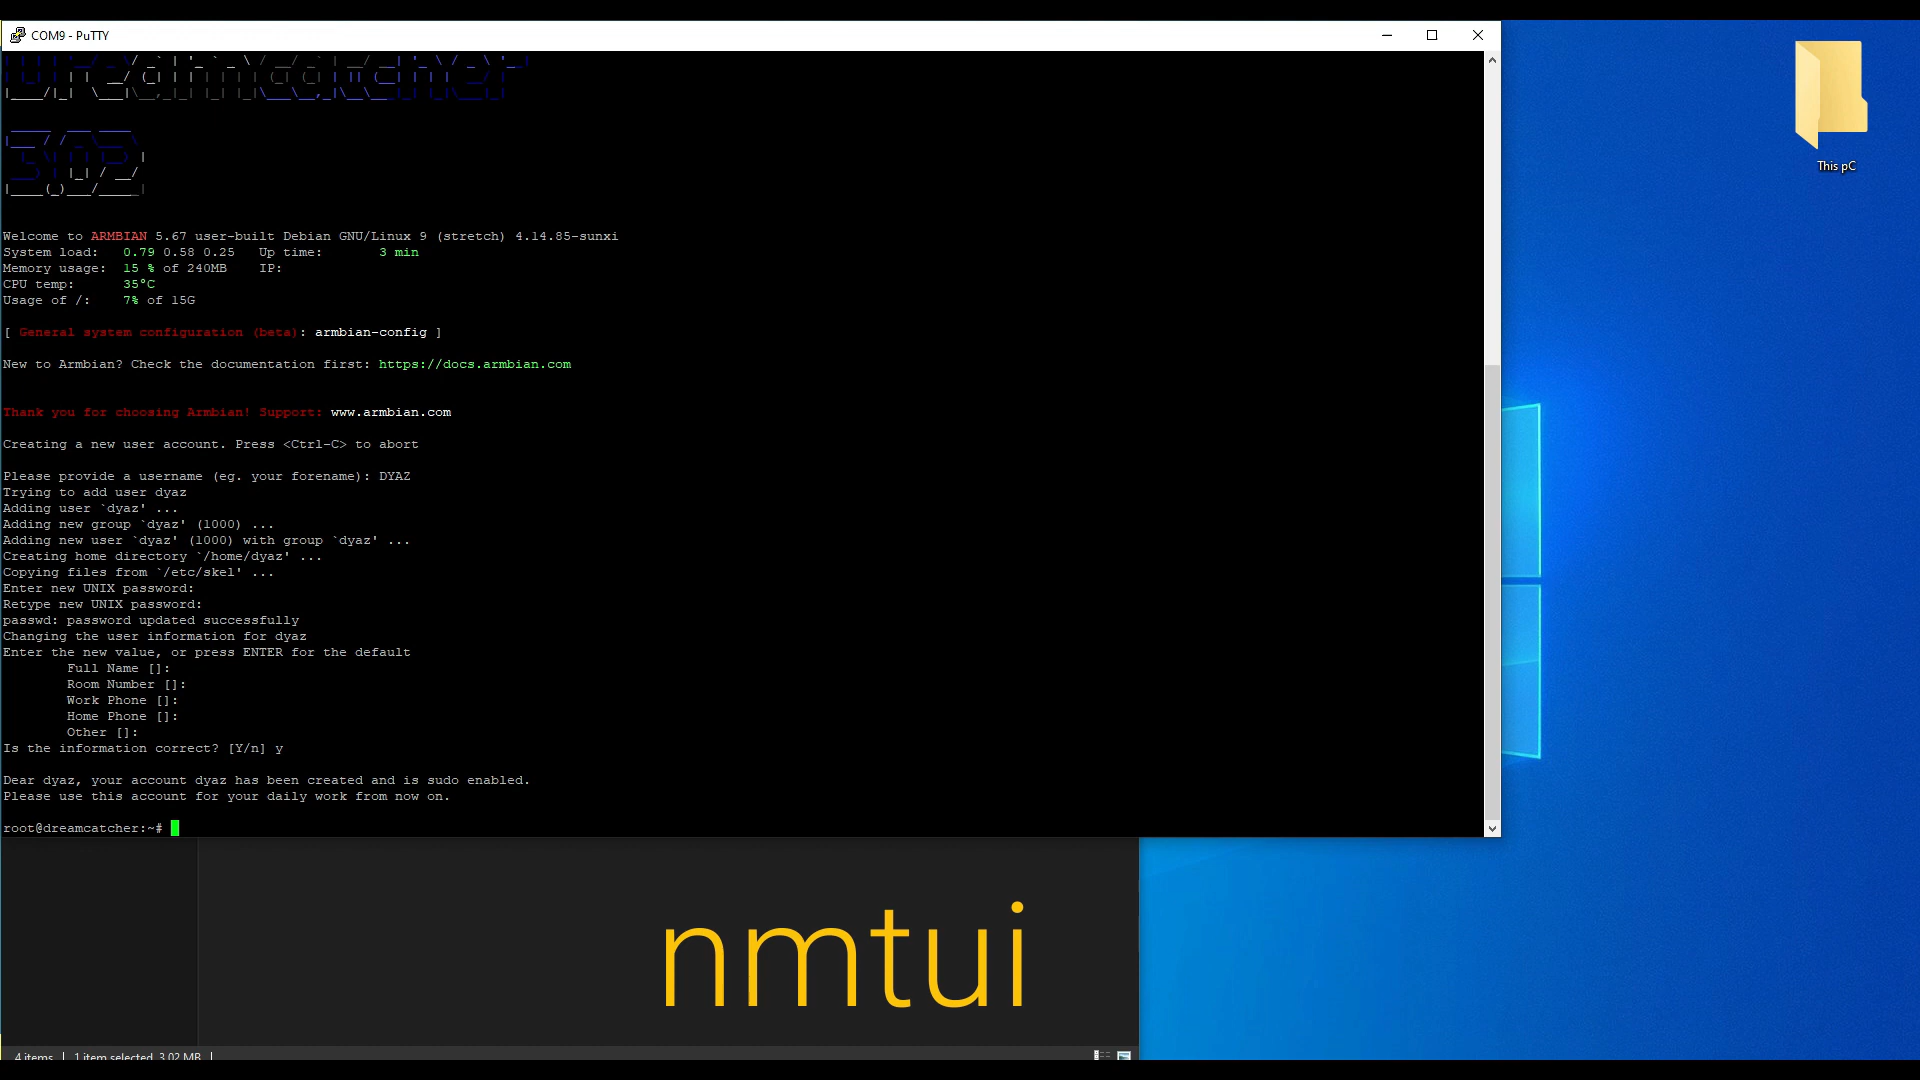 COM9 - PuTTY
This pC
Welcome to ARMBIAN 5.67 user-built Debian GNU/Linux 9 (stretch) 4.14.85-sunxi
System load:   0.79 0.58 0.25   Up time:       3 min
Memory usage:  15 % of 240MB    IP:
CPU temp:      35°C
Usage of /:    7% of 15G
[ General system configuration (beta): armbian-config ]
New to Armbian? Check the documentation first: https://docs.armbian.com
Thank you for choosing Armbian! Support: www.armbian.com
Creating a new user account. Press <Ctrl-C> to abort
Please provide a username (eg. your forename): DYAZ
Trying to add user dyaz
Adding user `dyaz' ...
Adding new group `dyaz' (1000) ...
Adding new user `dyaz' (1000) with group `dyaz' ...
Creating home directory `/home/dyaz' ...
Copying files from `/etc/skel' ...
Enter new UNIX password:
Retype new UNIX password:
passwd: password updated successfully
Changing the user information for dyaz
Enter the new value, or press ENTER for the default
Full Name []:
Room Number []:
Work Phone []:
Home Phone []:
Other []:
Is the information correct? [Y/n] y
Dear dyaz, your account dyaz has been created and is sudo enabled.
Please use this account for your daily work from now on.
root@dreamcatcher:~#
nmtui
4 items | 1 item selected 3.02 MB |